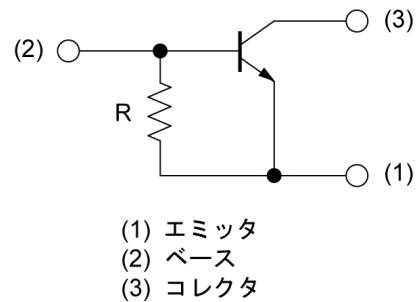 (3)
(2)
R
(1)
(1) エミッタ
(2) ベース
(3) コレクタ